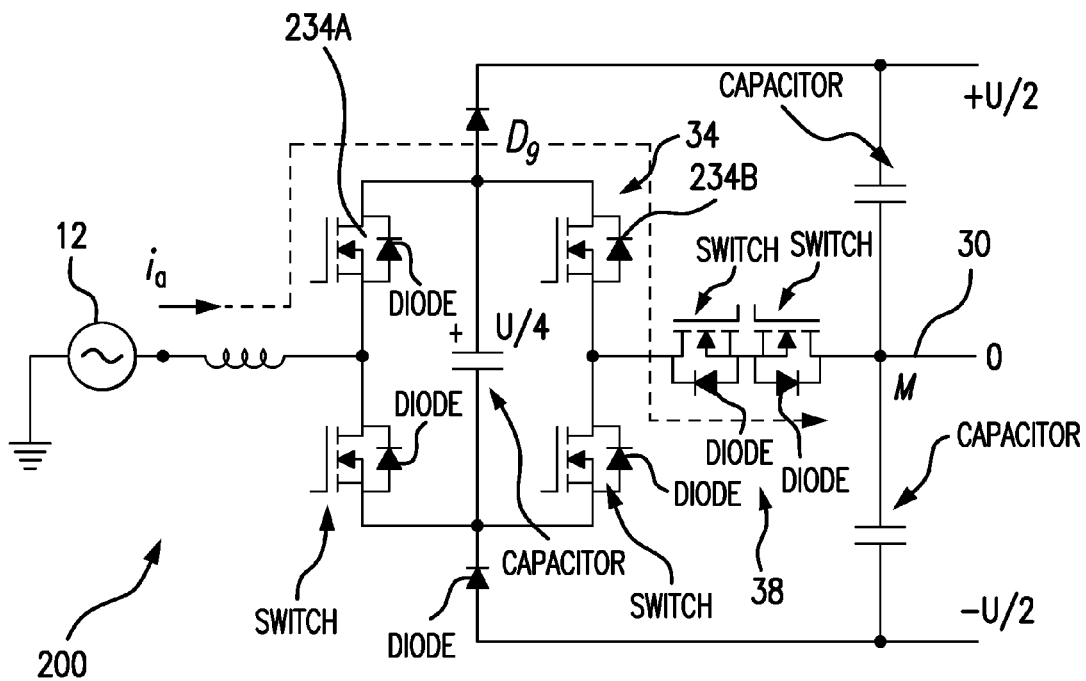 234A
CAPACITOR
+U/2
D9
34
234B
12
ia
SWITCH
SWITCH
30
DIODE
+
U/4
0
M
DIODE
CAPACITOR
DIODE
DIODE
DIODE
CAPACITOR
38
SWITCH
SWITCH
-U/2
DIODE
200